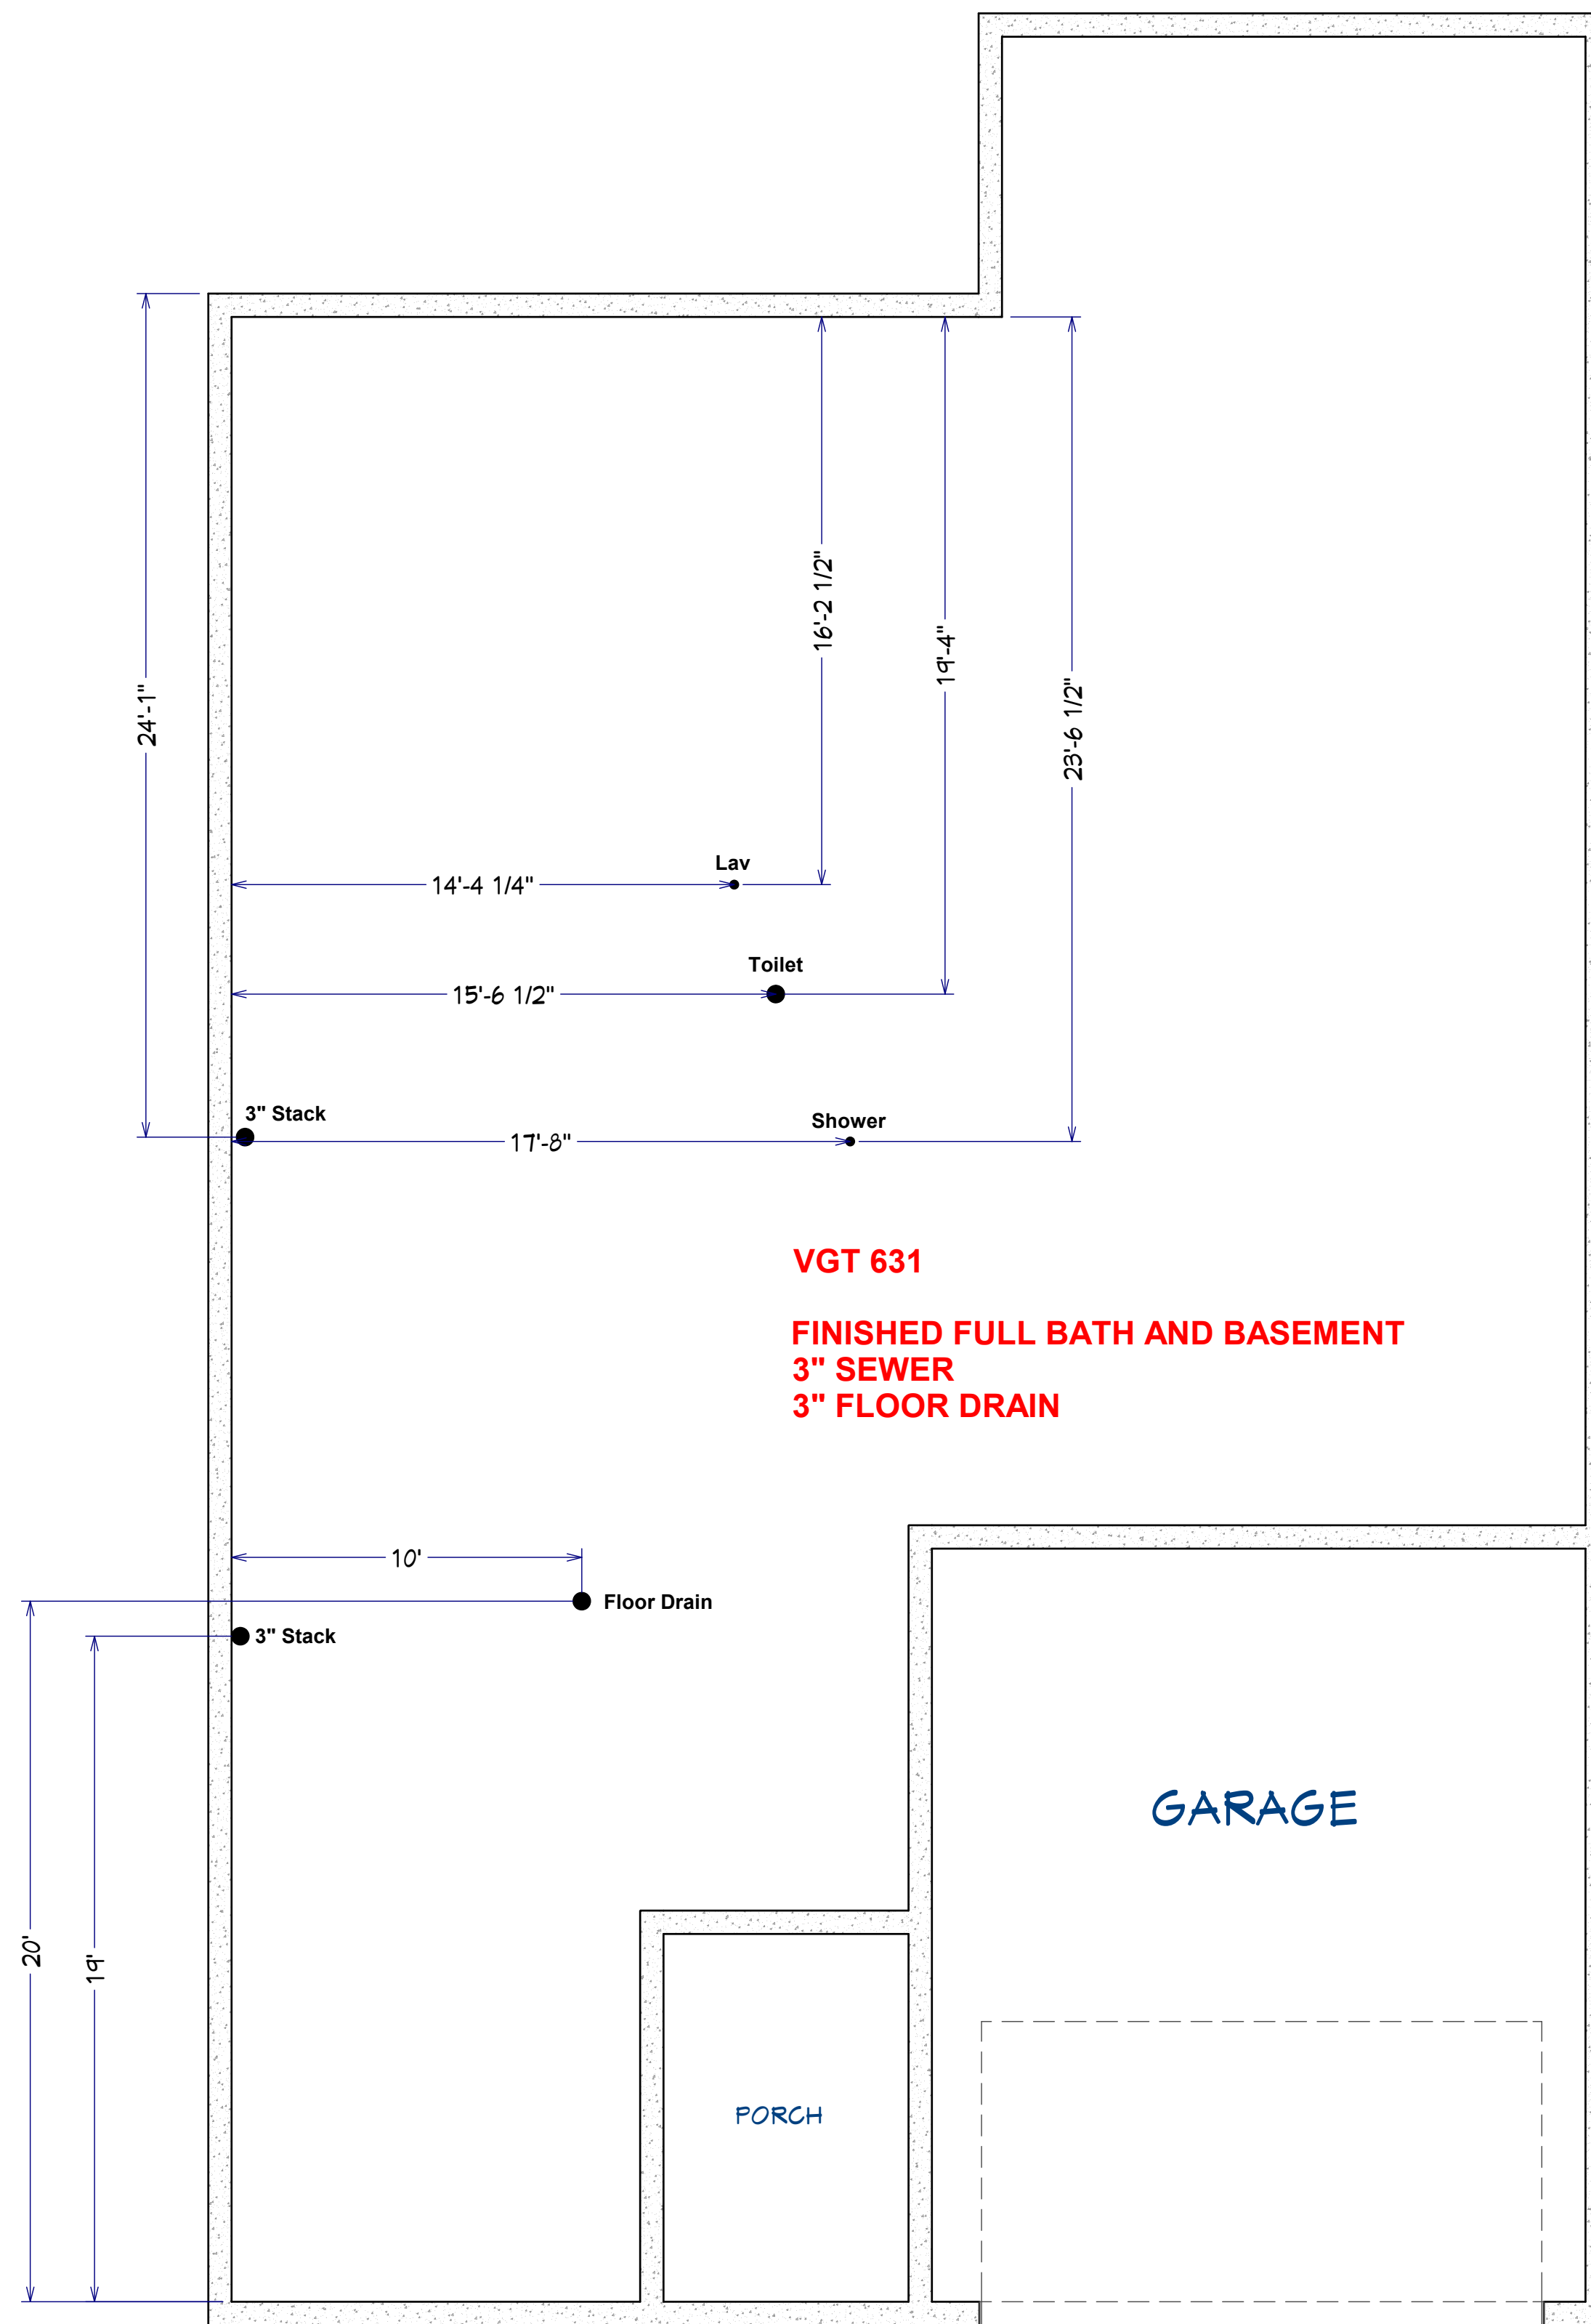 16'-2 1/2"
19'-4"
24'-1"
23'-6 1/2"
Lav
14'-4 1/4"
Toilet
15'-6 1/2"
3" Stack
Shower
17'-8"
VGT 631
FINISHED FULL BATH AND BASEMENT
3" SEWER
3" FLOOR DRAIN
10'
Floor Drain
3" Stack
GARAGE
20'
19'
PORCH